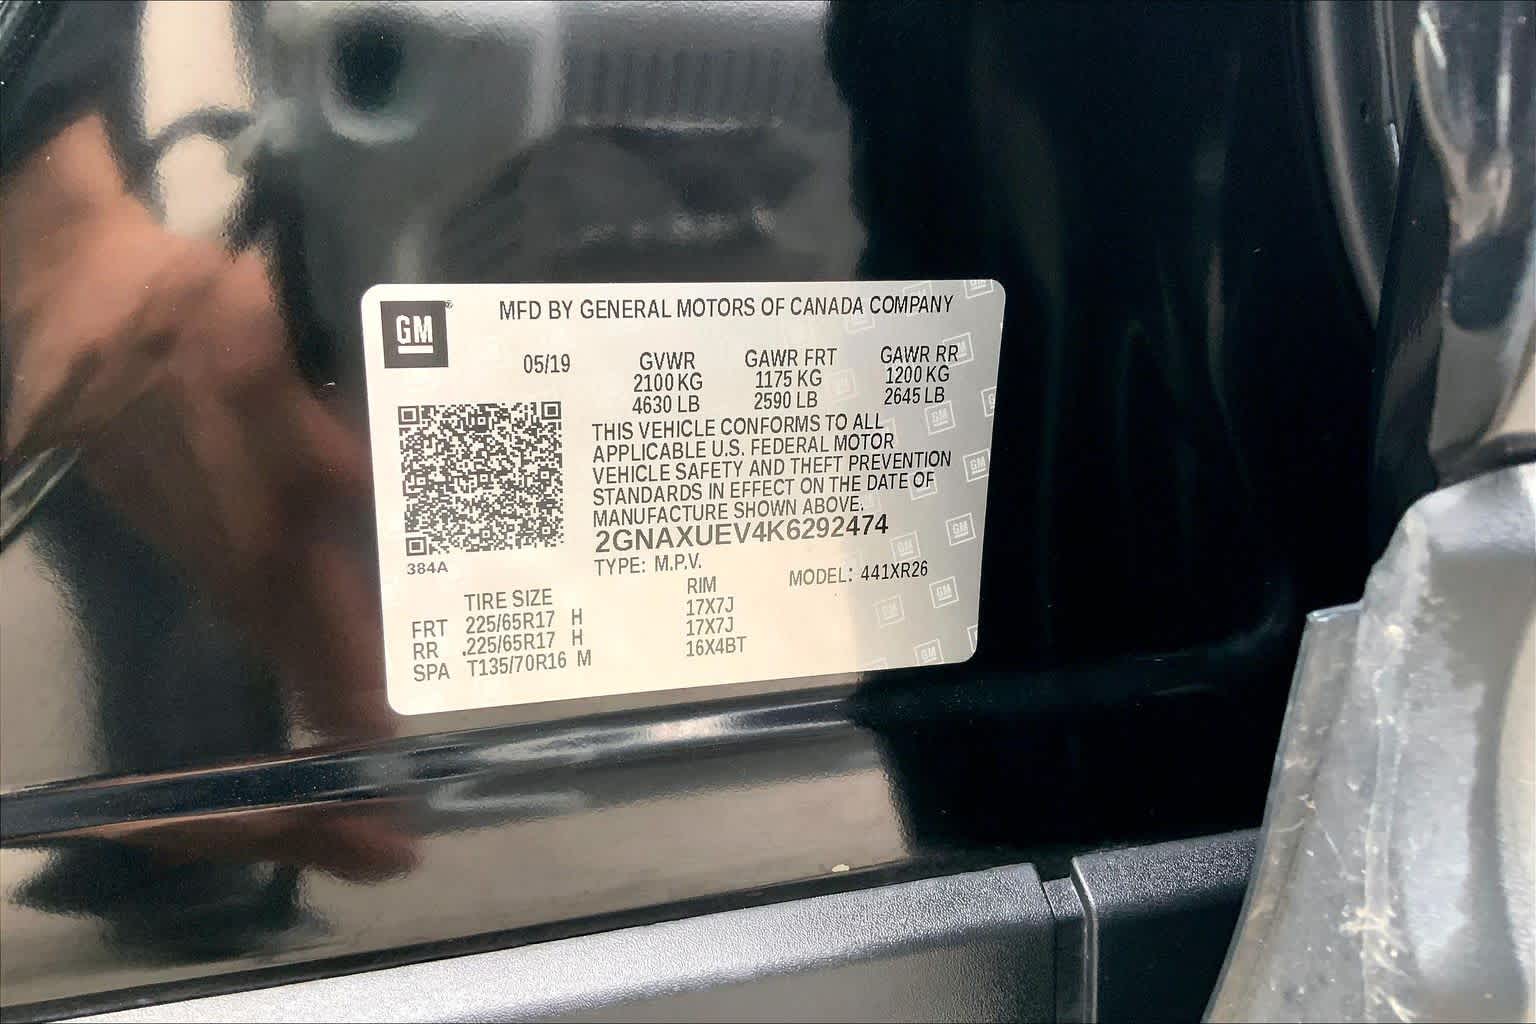 GM
MFD BY GENERAL MOTORS OF CANADA COMPANY
05/19 GVWR GAWR FRT GAWR RR
2100 KG 1175 KG 1200 KG
4630 LB 2590 LB 2645 LB
THIS VEHICLE CONFORMS TO ALL
APPLICABLE U.S. FEDERAL MOTOR
VEHICLE SAFETY AND THEFT PREVENTION
STANDARDS IN EFFECT ON THE DATE OF
MANUFACTURE SHOWN ABOVE.
2GNAXUEV4K6292474
384A
TYPE: M.P.V. MODEL: 441XR26
TIRE SIZE RIM
FRT 225/65R17 H 17X7J
RR 225/65R17 H 17X7J
SPA T135/70R16 M 16X4BT